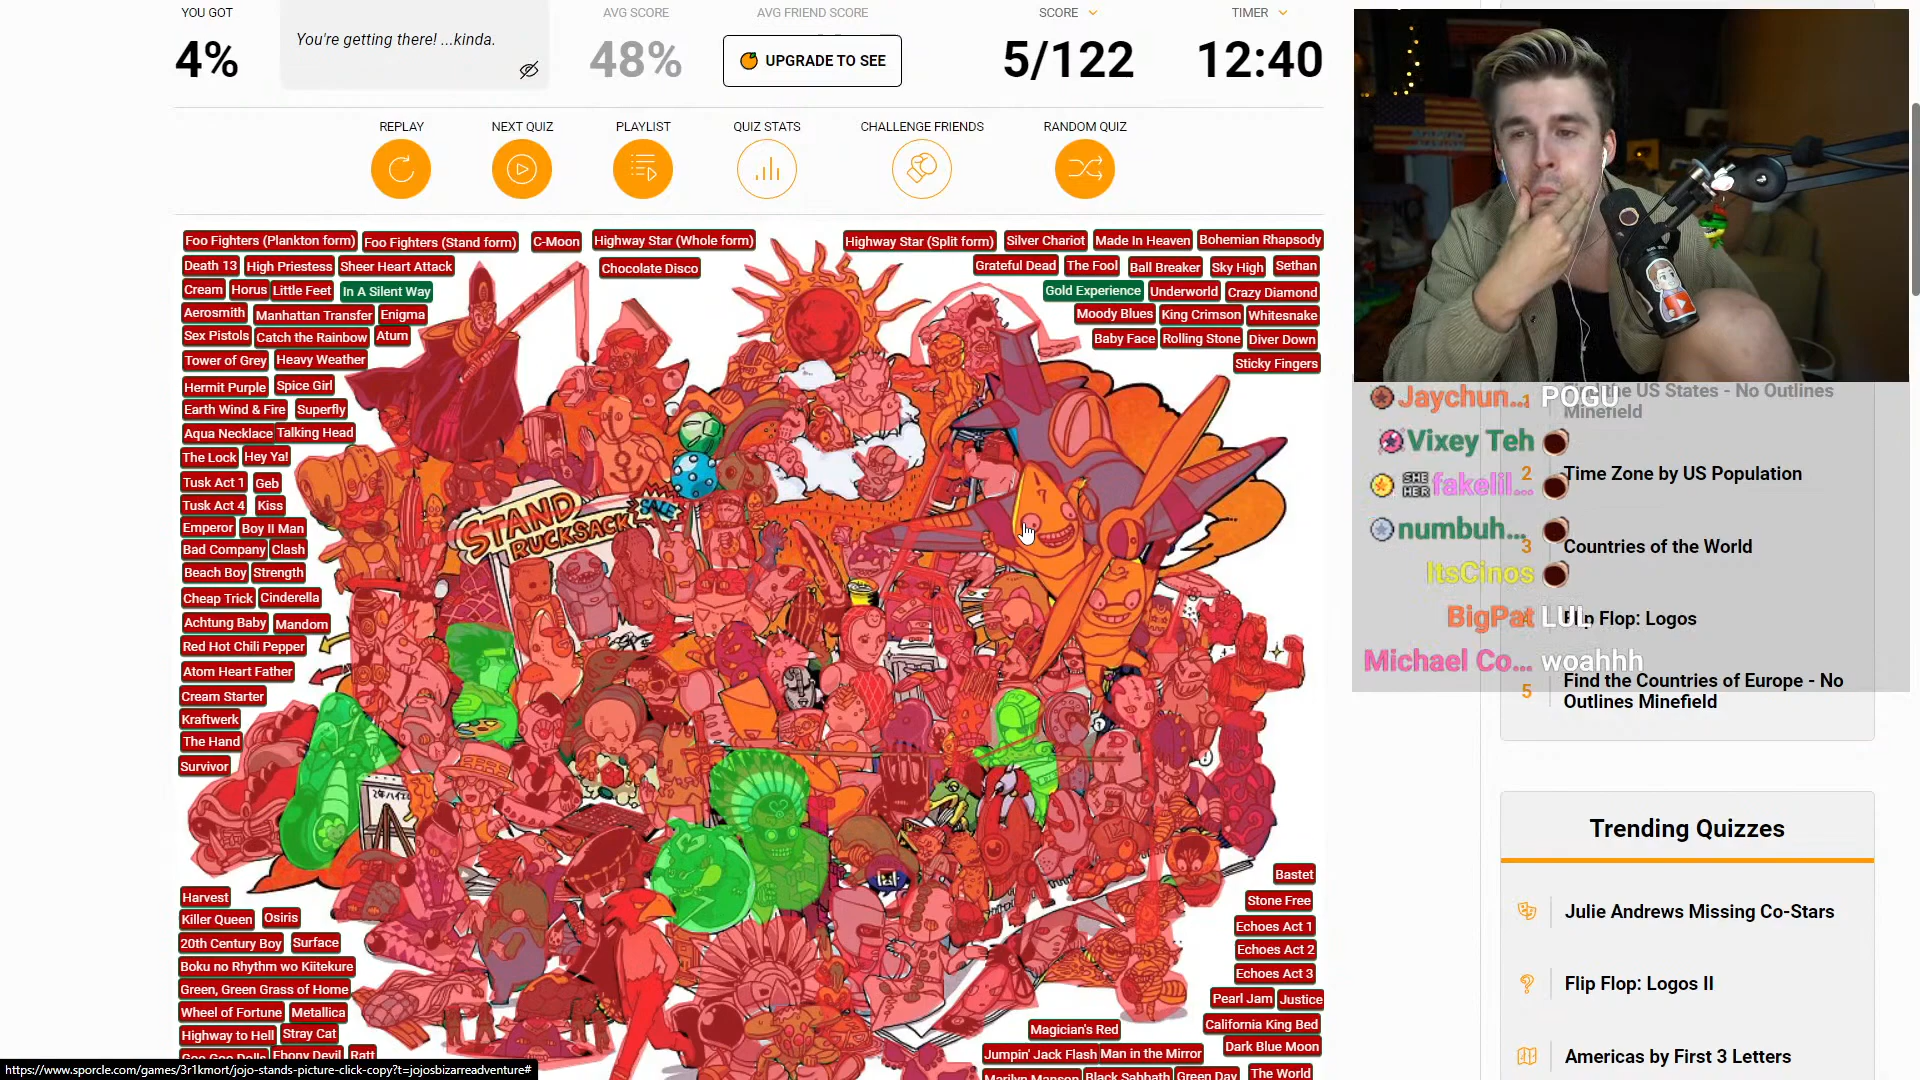 YOU GOT
4%
You're getting there! ...kinda.
AVG SCORE
48%
AVG FRIEND SCORE
UPGRADE TO SEE
SCORE
5/122
TIMER
12:40
REPLAY
NEXT QUIZ
PLAYLIST
QUIZ STATS
CHALLENGE FRIENDS
RANDOM QUIZ
Foo Fighters (Plankton form)
Foo Fighters (Stand form)
C-Moon
Highway Star (Whole form)
Highway Star (Split form)
Silver Chariot
Made In Heaven
Bohemian Rhapsody
Death 13
High Priestess
Sheer Heart Attack
Chocolate Disco
Grateful Dead
The Fool
Ball Breaker
Sky High
Sethan
Cream
Horus
Little Feet
In A Silent Way
Gold Experience
Underworld
Crazy Diamond
Aerosmith
Manhattan Transfer
Enigma
Moody Blues
King Crimson
Whitesnake
Sex Pistols
Catch the Rainbow
Atum
Baby Face
Rolling Stone
Diver Down
Tower of Grey
Heavy Weather
Sticky Fingers
Hermit Purple
Spice Girl
Earth Wind & Fire
Superfly
Aqua Necklace
Talking Head
The Lock
Hey Ya!
Tusk Act 1
Geb
Tusk Act 4
Kiss
Emperor
Boy II Man
Bad Company
Clash
Beach Boy
Strength
Cheap Trick
Cinderella
Achtung Baby
Mandom
Red Hot Chili Pepper
Atom Heart Father
Cream Starter
Kraftwerk
The Hand
Survivor
STAND
RUCKSACK
SALE
Harvest
Killer Queen
Osiris
20th Century Boy
Surface
Boku no Rhythm wo Kiitekure
Green, Green Grass of Home
Wheel of Fortune
Metallica
Highway to Hell
Stray Cat
Goo Goo Dolls
Ebony Devil
Ratt
Bastet
Stone Free
Echoes Act 1
Echoes Act 2
Echoes Act 3
Pearl Jam
Justice
Magician's Red
California King Bed
Jumpin' Jack Flash
Man in the Mirror
Dark Blue Moon
Marilyn Manson
Black Sabbath
Green Day
The World
https://www.sporcle.com/games/3r1kmort/jojo-stands-picture-click-copy?t=jojosbizarreadventure#
Jaychun... POGU
Vixey Teh
SHE HER fakelil...
numbuh...
ItsCinos
BigPat LUL
Michael Co... woahhh
1 the US States - No Outlines
Minefield
2 Time Zone by US Population
3 Countries of the World
Flip Flop: Logos
5 Find the Countries of Europe - No
Outlines Minefield
Trending Quizzes
Julie Andrews Missing Co-Stars
Flip Flop: Logos II
Americas by First 3 Letters